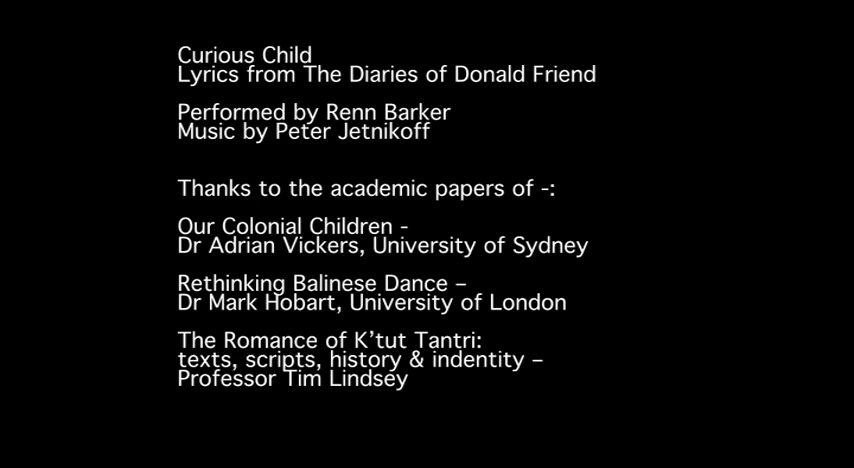 Curious Child
Lyrics from The Diaries of Donald Friend
Performed by Renn Barker
Music by Peter Jetnikoff
Thanks to the academic papers of -:
Our Colonial Children -
Dr Adrian Vickers, University of Sydney
Rethinking Balinese Dance –
Dr Mark Hobart, University of London
The Romance of K’tut Tantri:
texts, scripts, history & indentity –
Professor Tim Lindsey